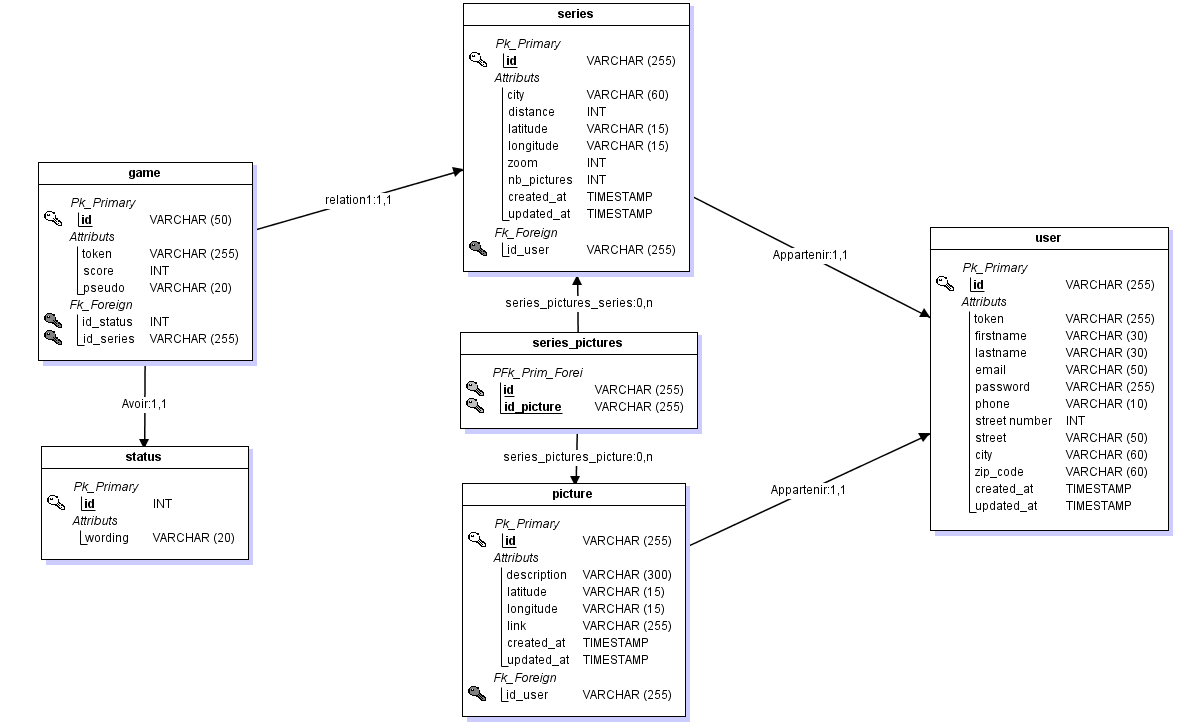 series
Pk_Primary
id VARCHAR (255)
Attributs
city VARCHAR (60)
distance INT
latitude VARCHAR (15)
longitude VARCHAR (15)
zoom INT
nb_pictures INT
created_at TIMESTAMP
updated_at TIMESTAMP
Fk_Foreign
id_user VARCHAR (255)
game
Pk_Primary
id VARCHAR (50)
Attributs
token VARCHAR (255)
score INT
pseudo VARCHAR (20)
Fk_Foreign
id_status INT
id_series VARCHAR (255)
relation1:1,1
Appartenir:1,1
user
Pk_Primary
id VARCHAR (255)
Attributs
token VARCHAR (255)
firstname VARCHAR (30)
lastname VARCHAR (30)
email VARCHAR (50)
password VARCHAR (255)
phone VARCHAR (10)
street number INT
street VARCHAR (50)
city VARCHAR (60)
zip_code VARCHAR (60)
created_at TIMESTAMP
updated_at TIMESTAMP
series_pictures_series:0,n
series_pictures
PFk_Prim_Forei
id VARCHAR (255)
id_picture VARCHAR (255)
Avoir:1,1
status
Pk_Primary
id INT
Attributs
wording VARCHAR (20)
series_pictures_picture:0,n
Appartenir:1,1
picture
Pk_Primary
id VARCHAR (255)
Attributs
description VARCHAR (300)
latitude VARCHAR (15)
longitude VARCHAR (15)
link VARCHAR (255)
created_at TIMESTAMP
updated_at TIMESTAMP
Fk_Foreign
id_user VARCHAR (255)